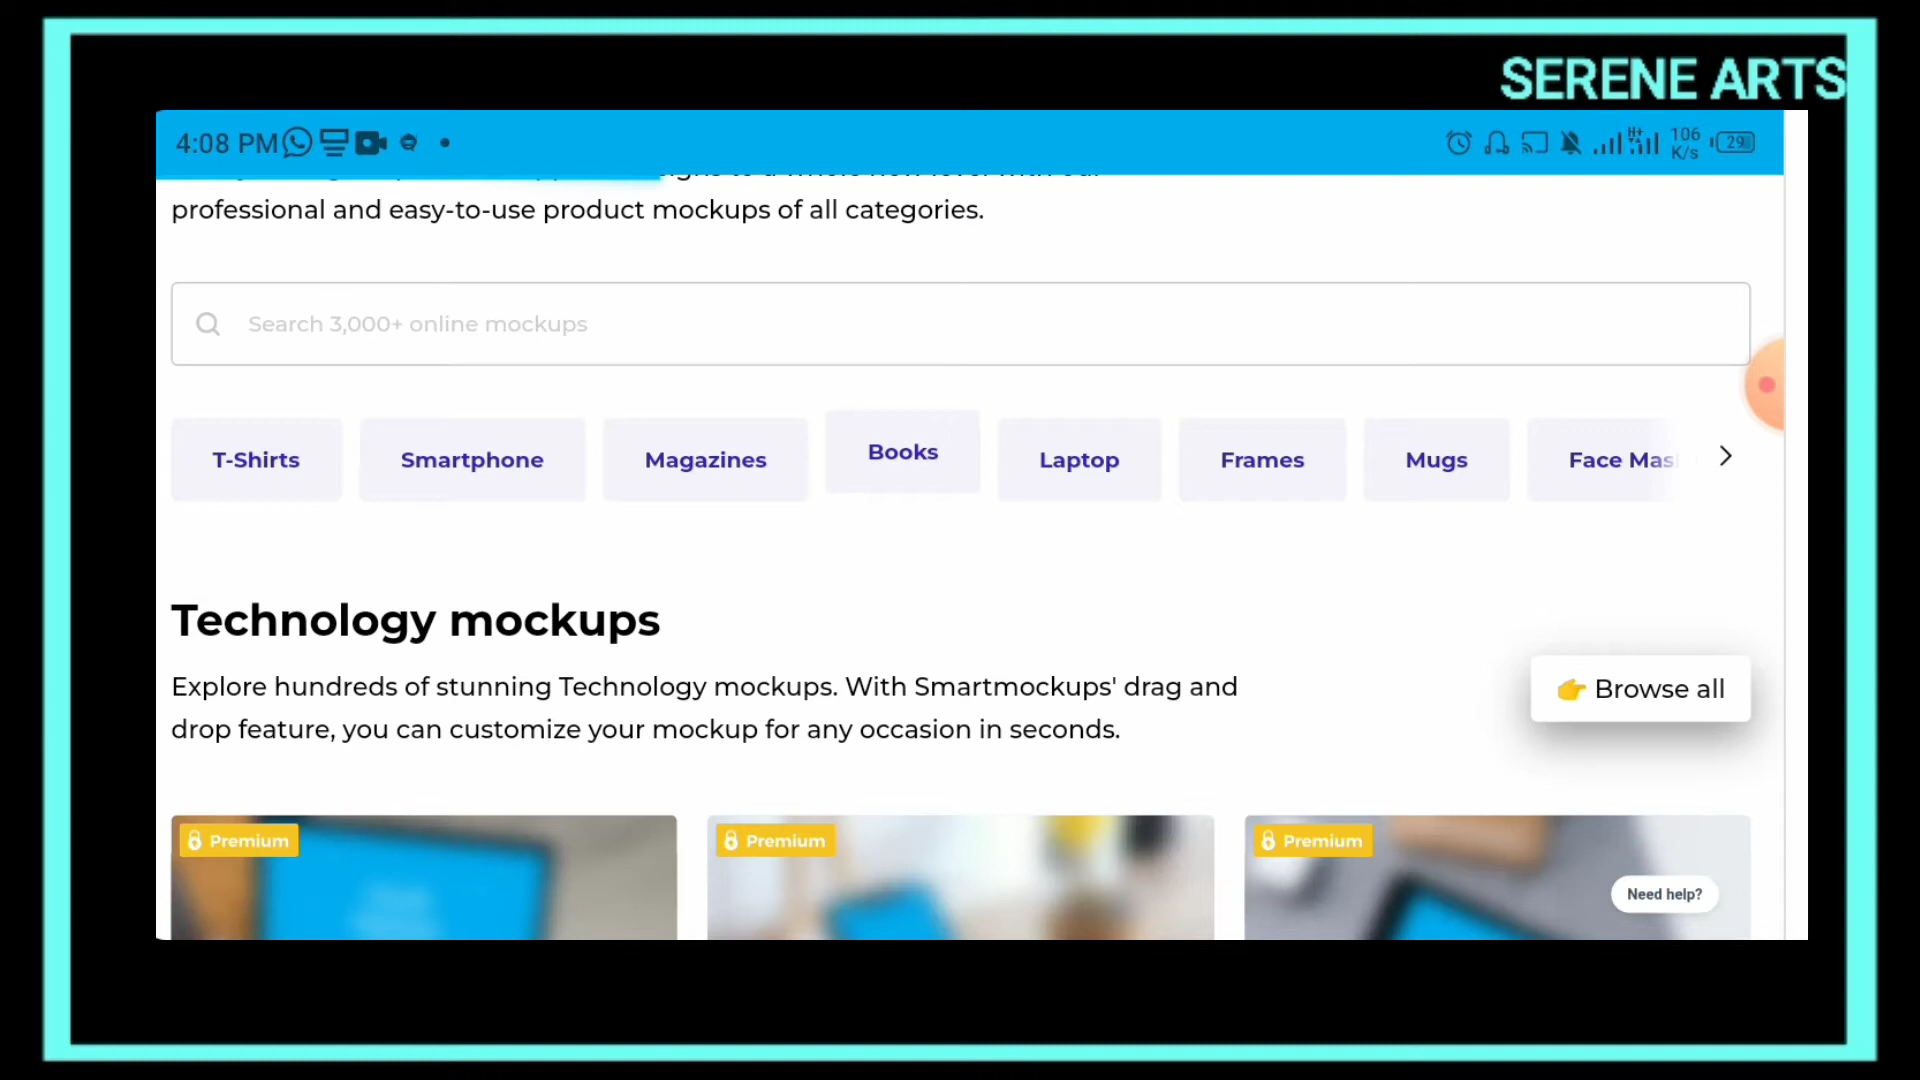 SERENE ARTS
4:08 PM
106
K/s
29
professional and easy-to-use product mockups of all categories.
Search 3,000+ online mockups
T-Shirts
Smartphone
Magazines
Books
Laptop
Frames
Mugs
Face Mas
Technology mockups
Explore hundreds of stunning Technology mockups. With Smartmockups' drag and
drop feature, you can customize your mockup for any occasion in seconds.
👉 Browse all
Premium
Premium
Premium
Need help?